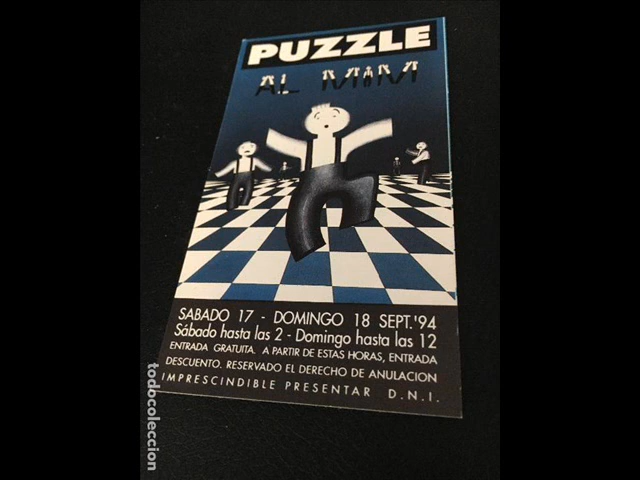 PUZZLE
AL MIM
SABADO 17 - DOMINGO 18 SEPT.'94
Sábado hasta las 2 - Domingo hasta las 12
ENTRADA GRATUITA. A PARTIR DE ESTAS HORAS, ENTRADA
DESCUENTO. RESERVADO EL DERECHO DE ANULACION
IMPRESCINDIBLE PRESENTAR D.N.I.
todocoleccion